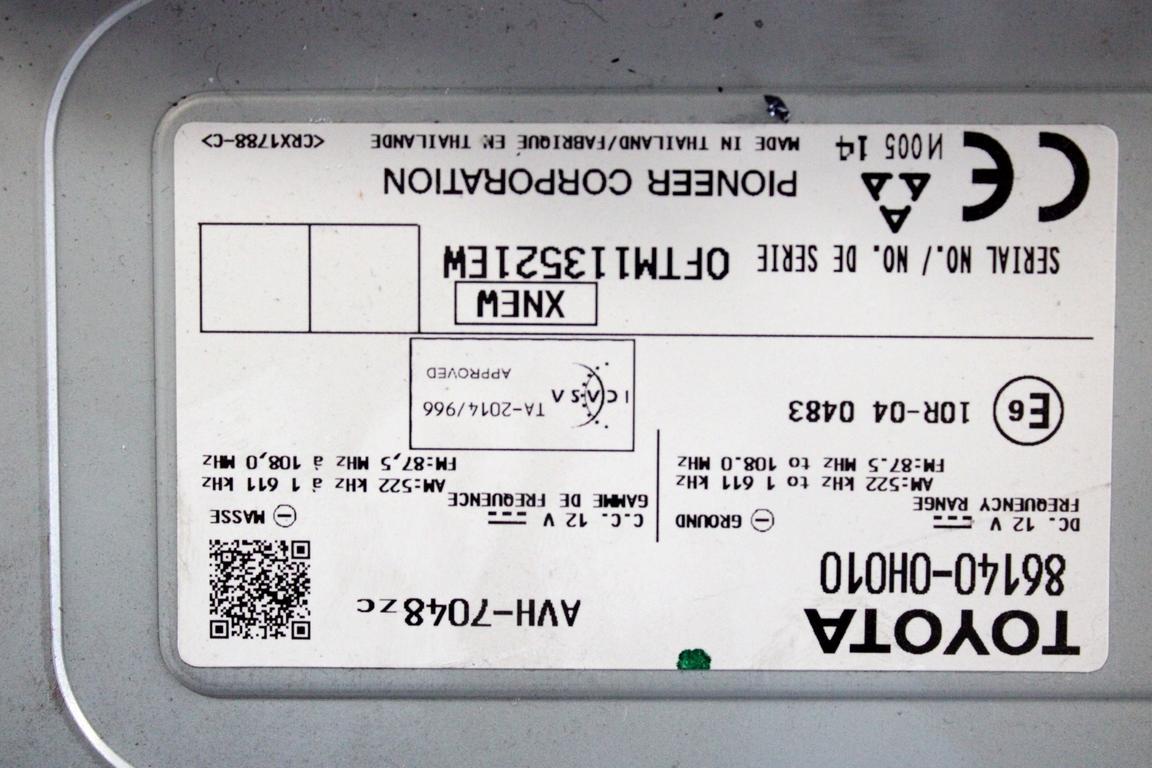 TOYOTA
86140-0H010
AVH-7048zc
DC. 12 V
GROUND
FREQUENCY RANGE
AM:522 kHz to 1 611 kHz
FM:87.5 MHz to 108.0 MHz
C.C. 12 V
MASSE
GAMME DE FREQUENCE
AM:522 kHz à 1 611 kHz
FM:87,5 MHz à 108,0 MHz
E6 10R-04 0483
ICASA TA-2014/966
APPROVED
XNEW
SERIAL NO./ NO. DE SERIE OFTM113521EW
PIONEER CORPORATION
CE
N005 14
MADE IN THAILAND/FABRIQUE EN THAILANDE <CRX1788-C>